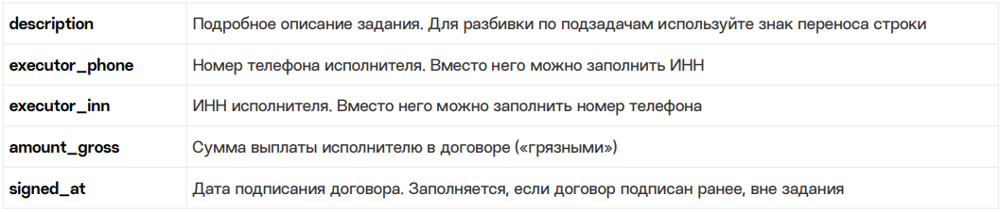 description Подробное описание задания. Для разбивки по подзадачам используйте знак переноса строки
executor_phone Номер телефона исполнителя. Вместо него можно заполнить ИНН
executor_inn ИНН исполнителя. Вместо него можно заполнить номер телефона
amount_gross Сумма выплаты исполнителю в договоре («грязными»)
signed_at Дата подписания договора. Заполняется, если договор подписан ранее, вне задания